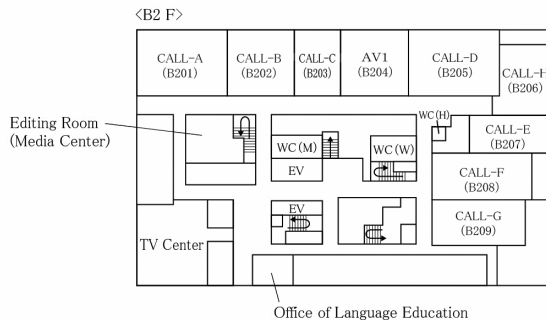 <B2 F>
CALL-A
(B201)
CALL-B
(B202)
CALL-C
(B203)
AV1
(B204)
CALL-D
(B205)
CALL-H
(B206)
Editing Room
(Media Center)
WC(M)
EV
WC(W)
WC(H)
CALL-E
(B207)
CALL-F
(B208)
EV
CALL-G
(B209)
TV Center
Office of Language Education